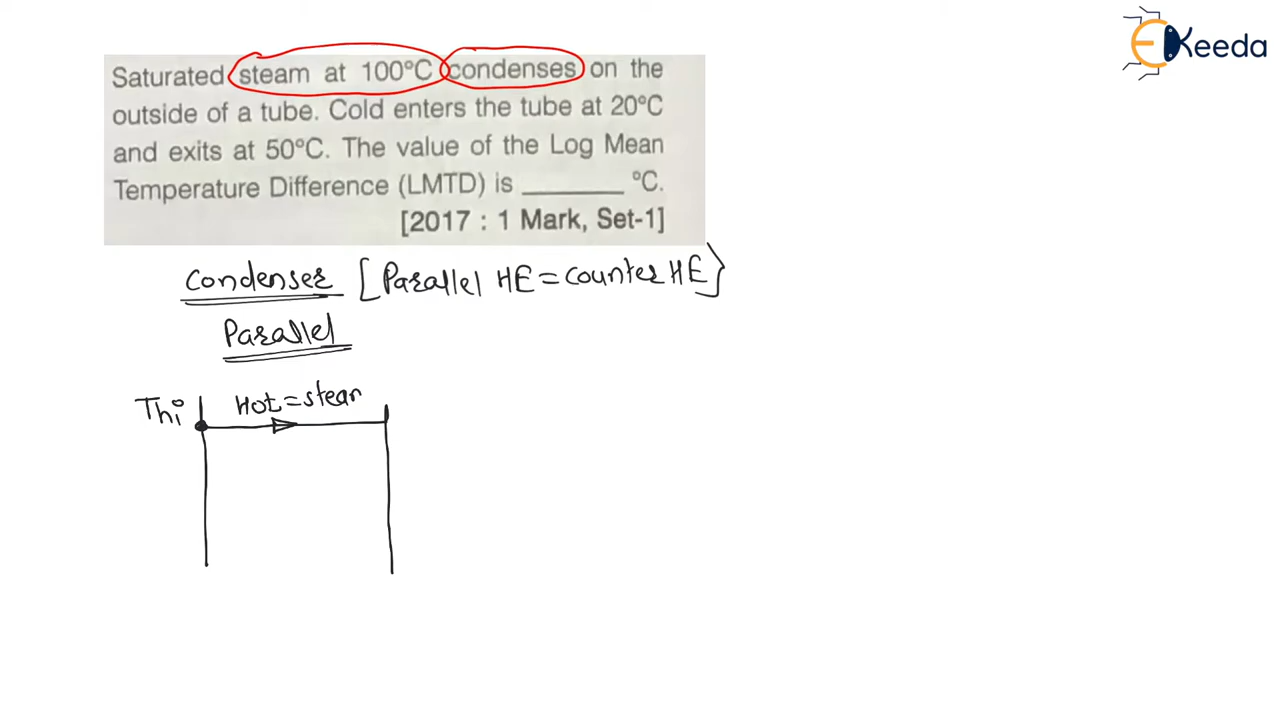 Keeda
Saturated steam at 100°C condenses on the
outside of a tube. Cold enters the tube at 20°C
and exits at 50°C. The value of the Log Mean
Temperature Difference (LMTD) is ________ °C.
[2017 : 1 Mark, Set-1]
Condenser [Parallel HE = Counter HE}
Parallel
Thi Hot = stear